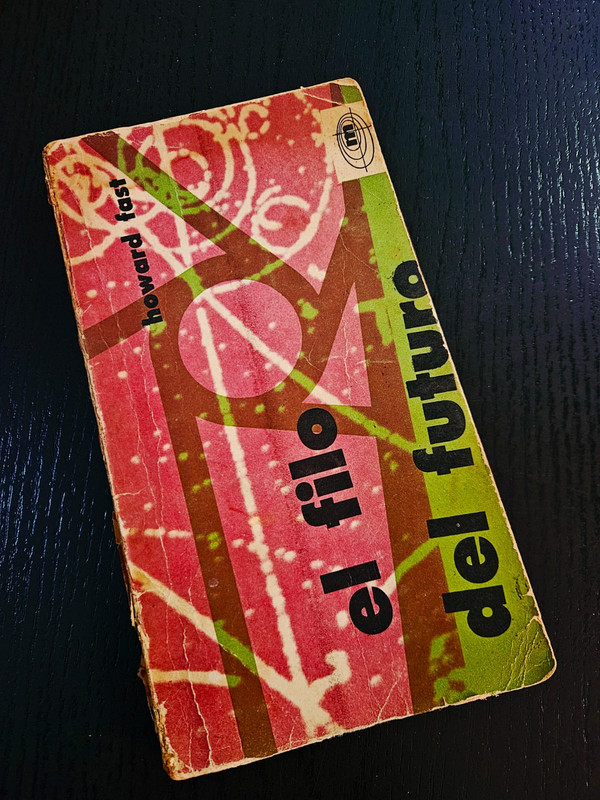 howard fast
el filo
del futuro
m